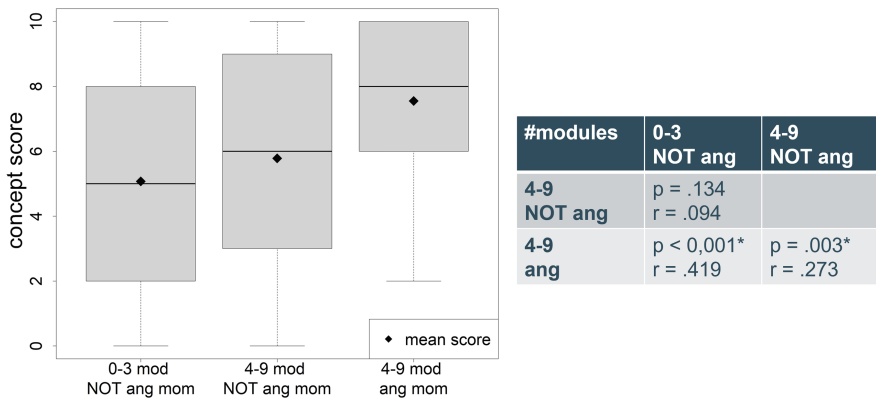 concept score
10
8
6
4
2
0
0-3 mod
NOT ang mom
4-9 mod
NOT ang mom
4-9 mod
ang mom
mean score
#modules
0-3
NOT ang
4-9
NOT ang
4-9
NOT ang
p = .134
r = .094
4-9
ang
p < 0,001*
r = .419
p = .003*
r = .273